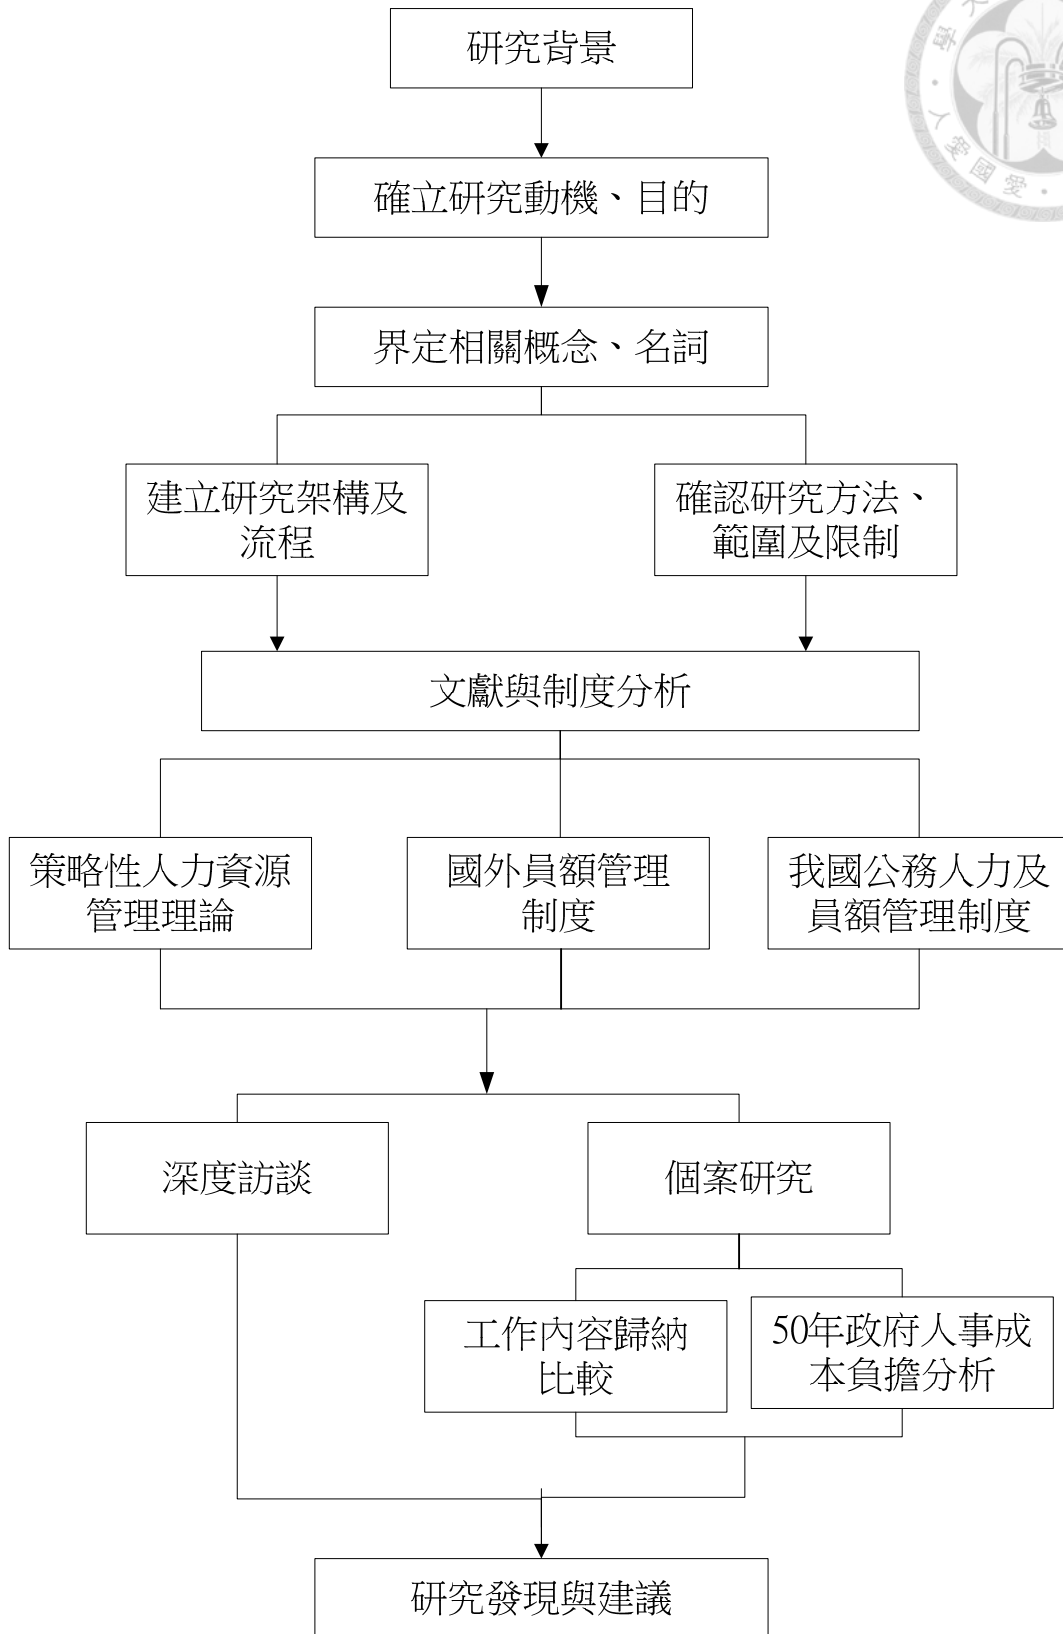 學 大
人 愛 國 愛
研究背景
確立研究動機、目的
界定相關概念、名詞
建立研究架構及
流程
確認研究方法、
範圍及限制
文獻與制度分析
策略性人力資源
管理理論
國外員額管理
制度
我國公務人力及
員額管理制度
深度訪談
個案研究
工作內容歸納
比較
50年政府人事成
本負擔分析
研究發現與建議